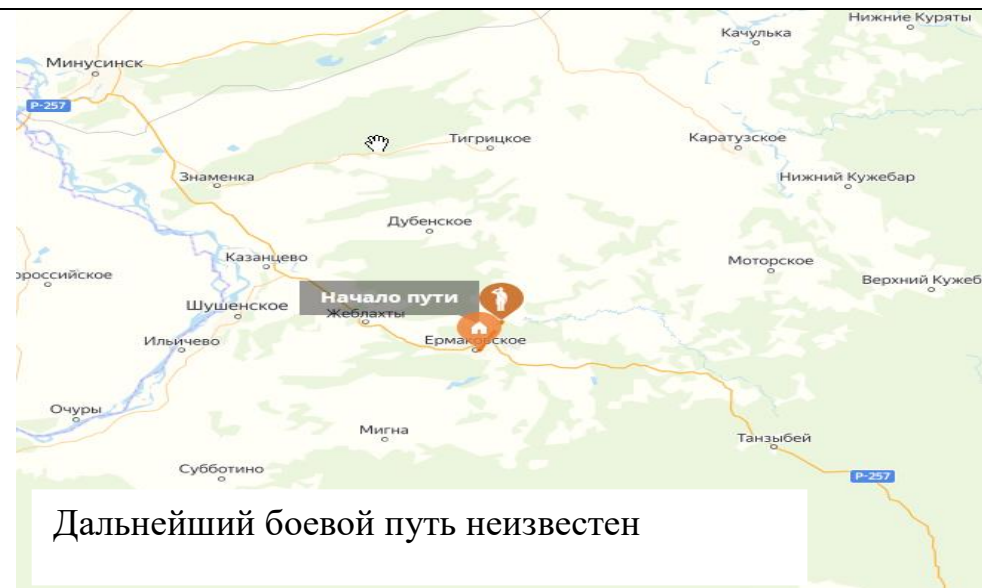 Нижние Куряты
Качулька
Минусинск
Р-257
Тигрицкое
Каратузское
Знаменка
Нижний Кужебар
Дубенское
Казанцево
Моторское
ороссийское
Верхний Кужеб
Начало пути
Шушенское
Жеблахты
Ильичево
Ермаковское
Очуры
Мигна
Танзыбей
Субботино
Р-257
Дальнейший боевой путь неизвестен